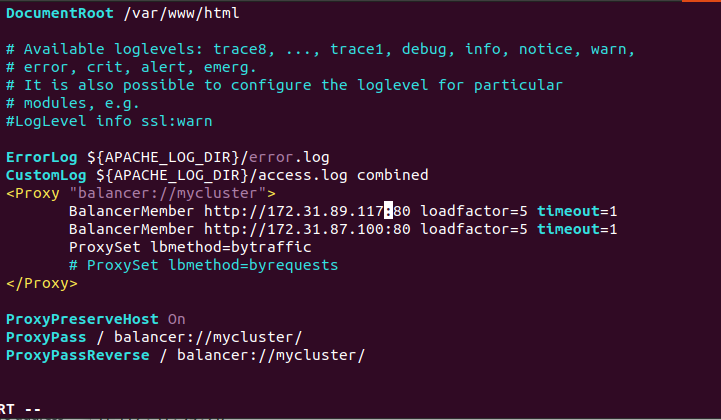 DocumentRoot /var/www/html
# Available loglevels: trace8, ..., trace1, debug, info, notice, warn,
# error, crit, alert, emerg.
# It is also possible to configure the loglevel for particular
# modules, e.g.
#LogLevel info ssl:warn
ErrorLog ${APACHE_LOG_DIR}/error.log
CustomLog ${APACHE_LOG_DIR}/access.log combined
<Proxy "balancer://mycluster">
BalancerMember http://172.31.89.117:80 loadfactor=5 timeout=1
BalancerMember http://172.31.87.100:80 loadfactor=5 timeout=1
ProxySet lbmethod=bytraffic
# ProxySet lbmethod=byrequests
</Proxy>
ProxyPreserveHost On
ProxyPass / balancer://mycluster/
ProxyPassReverse / balancer://mycluster/
RT --